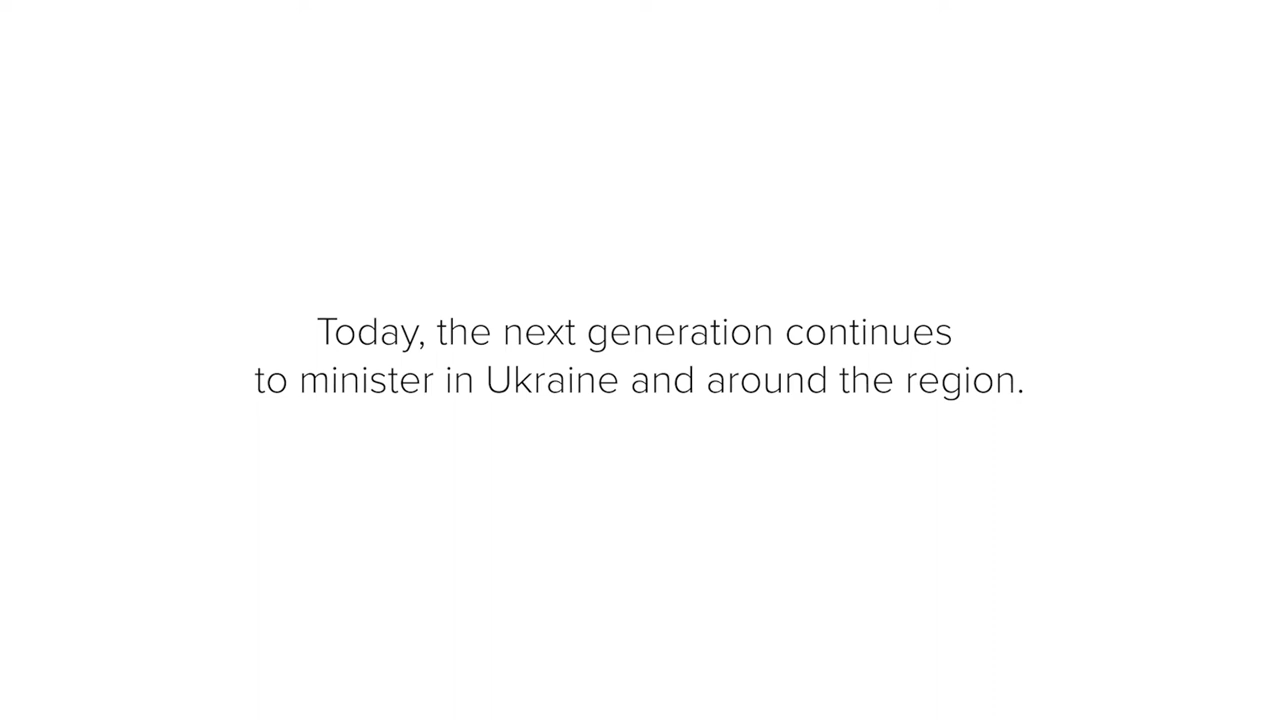 Today, the next generation continues
to minister in Ukraine and around the region.